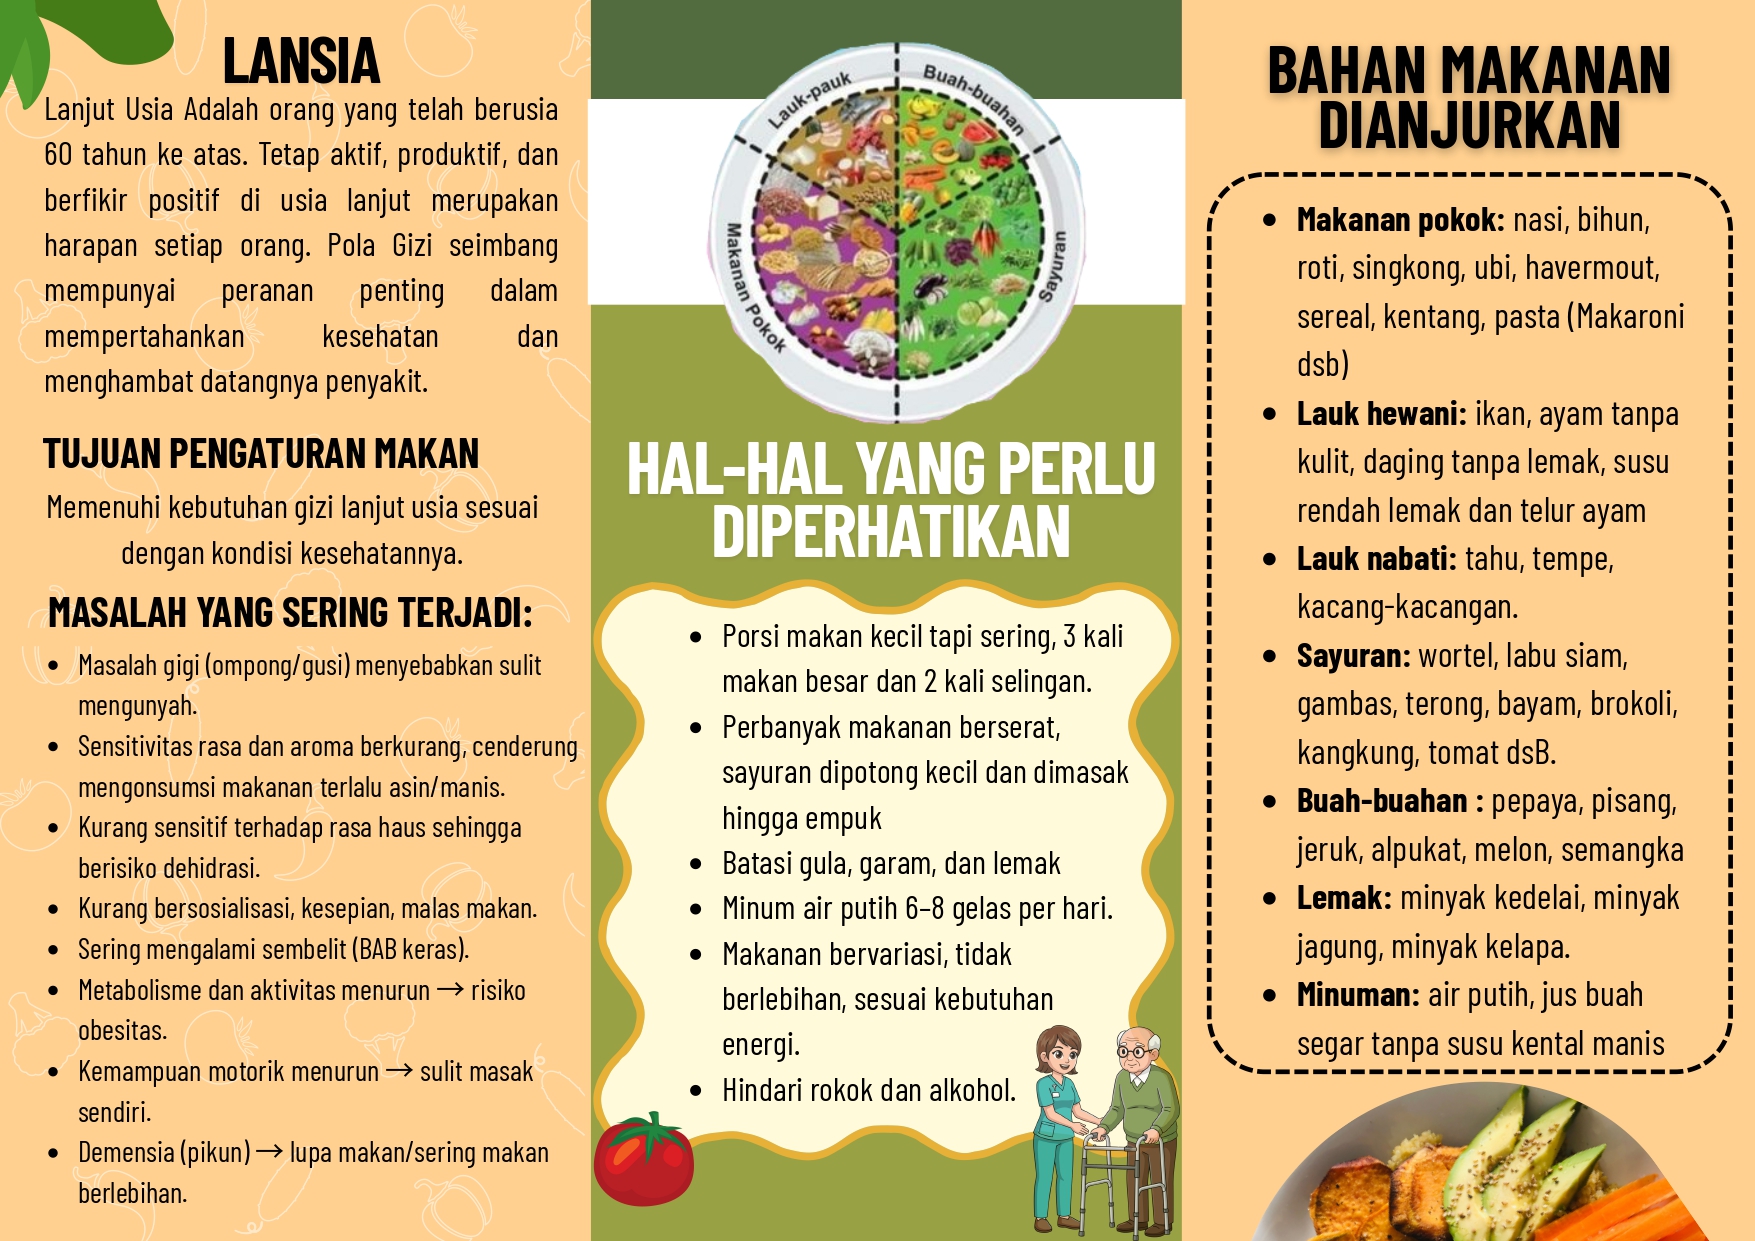 LANSIA
Lanjut Usia Adalah orang yang telah berusia
60 tahun ke atas. Tetap aktif, produktif, dan
berfikir positif di usia lanjut merupakan
harapan setiap orang. Pola Gizi seimbang
mempunyai peranan penting dalam
mempertahankan kesehatan dan
menghambat datangnya penyakit.
TUJUAN PENGATURAN MAKAN
Memenuhi kebutuhan gizi lanjut usia sesuai
dengan kondisi kesehatannya.
MASALAH YANG SERING TERJADI:
• Masalah gigi (ompong/gusi) menyebabkan sulit
mengunyah.
• Sensitivitas rasa dan aroma berkurang, cenderung
mengonsumsi makanan terlalu asin/manis.
• Kurang sensitif terhadap rasa haus sehingga
berisiko dehidrasi.
• Kurang bersosialisasi, kesepian, malas makan.
• Sering mengalami sembelit (BAB keras).
• Metabolisme dan aktivitas menurun → risiko
obesitas.
• Kemampuan motorik menurun → sulit masak
sendiri.
• Demensia (pikun) → lupa makan/sering makan
berlebihan.
Lauk-pauk
Buah-buahan
Makanan Pokok
Sayuran
HAL-HAL YANG PERLU
DIPERHATIKAN
• Porsi makan kecil tapi sering, 3 kali
makan besar dan 2 kali selingan.
• Perbanyak makanan berserat,
sayuran dipotong kecil dan dimasak
hingga empuk
• Batasi gula, garam, dan lemak
• Minum air putih 6–8 gelas per hari.
• Makanan bervariasi, tidak
berlebihan, sesuai kebutuhan
energi.
• Hindari rokok dan alkohol.
BAHAN MAKANAN
DIANJURKAN
• Makanan pokok: nasi, bihun,
roti, singkong, ubi, havermout,
sereal, kentang, pasta (Makaroni
dsb)
• Lauk hewani: ikan, ayam tanpa
kulit, daging tanpa lemak, susu
rendah lemak dan telur ayam
• Lauk nabati: tahu, tempe,
kacang-kacangan.
• Sayuran: wortel, labu siam,
gambas, terong, bayam, brokoli,
kangkung, tomat dsB.
• Buah-buahan : pepaya, pisang,
jeruk, alpukat, melon, semangka
• Lemak: minyak kedelai, minyak
jagung, minyak kelapa.
• Minuman: air putih, jus buah
segar tanpa susu kental manis